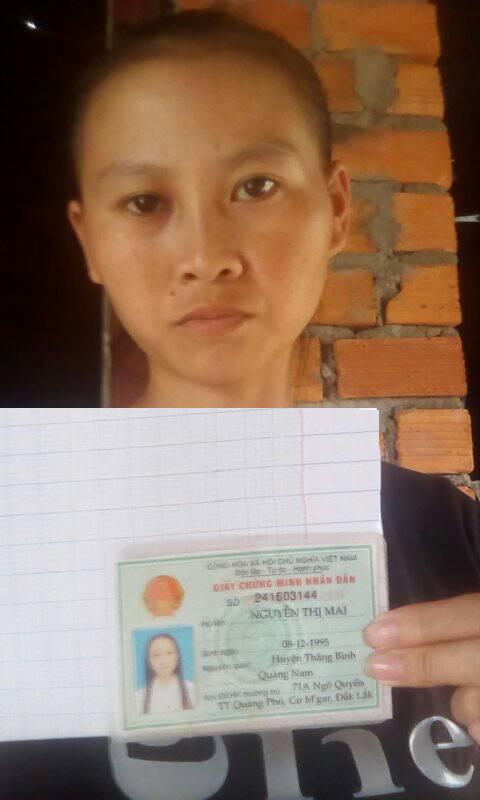 CỘNG HÒA XÃ HỘI CHỦ NGHĨA VIỆT NAM
Độc lập - Tự do - Hạnh phúc
GIẤY CHỨNG MINH NHÂN DÂN
SỐ 241603144
Họ tên NGUYỄN THỊ MAI
Sinh ngày 08-12-1995
Nguyên quán Huyện Thăng Bình
Quảng Nam
Nơi ĐKHK thường trú 71A Ngô Quyền
TT Quảng Phú, Cư M'gar, Đắk Lắk
One